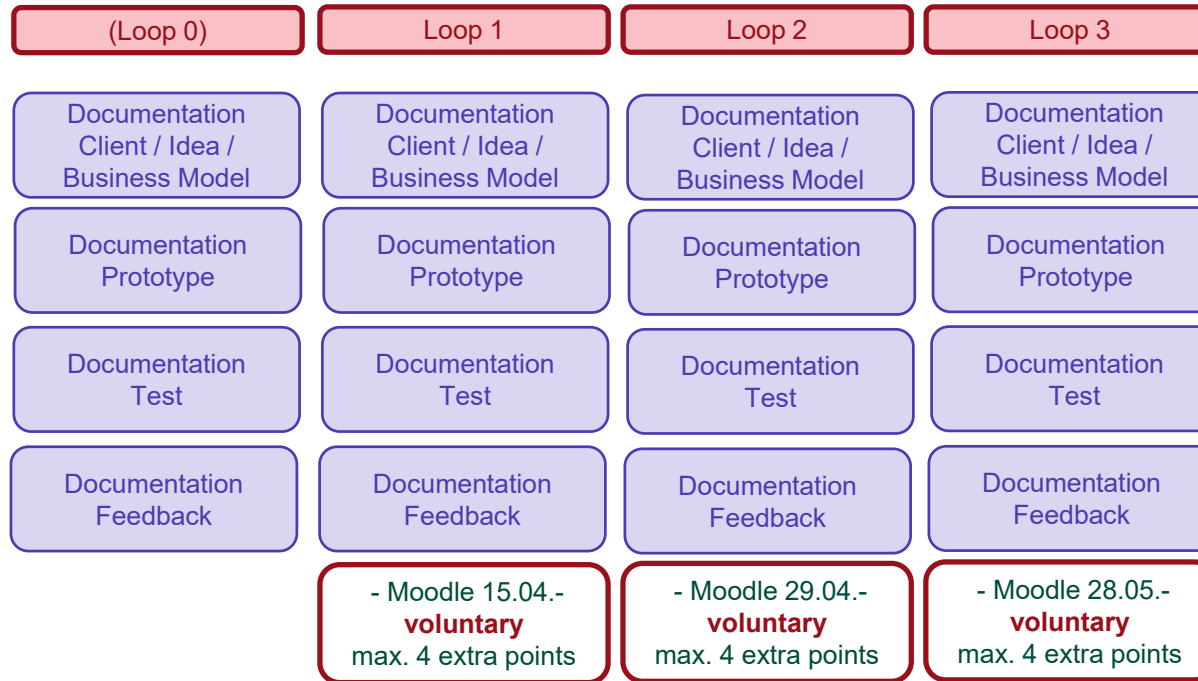 (Loop 0)
Loop 1
Loop 2
Loop 3
Documentation
Client / Idea /
Business Model
Documentation
Client / Idea /
Business Model
Documentation
Client / Idea /
Business Model
Documentation
Client / Idea /
Business Model
Documentation
Prototype
Documentation
Prototype
Documentation
Prototype
Documentation
Prototype
Documentation
Test
Documentation
Test
Documentation
Test
Documentation
Test
Documentation
Feedback
Documentation
Feedback
Documentation
Feedback
Documentation
Feedback
- Moodle 15.04.-
voluntary
max. 4 extra points
- Moodle 29.04.-
voluntary
max. 4 extra points
- Moodle 28.05.-
voluntary
max. 4 extra points